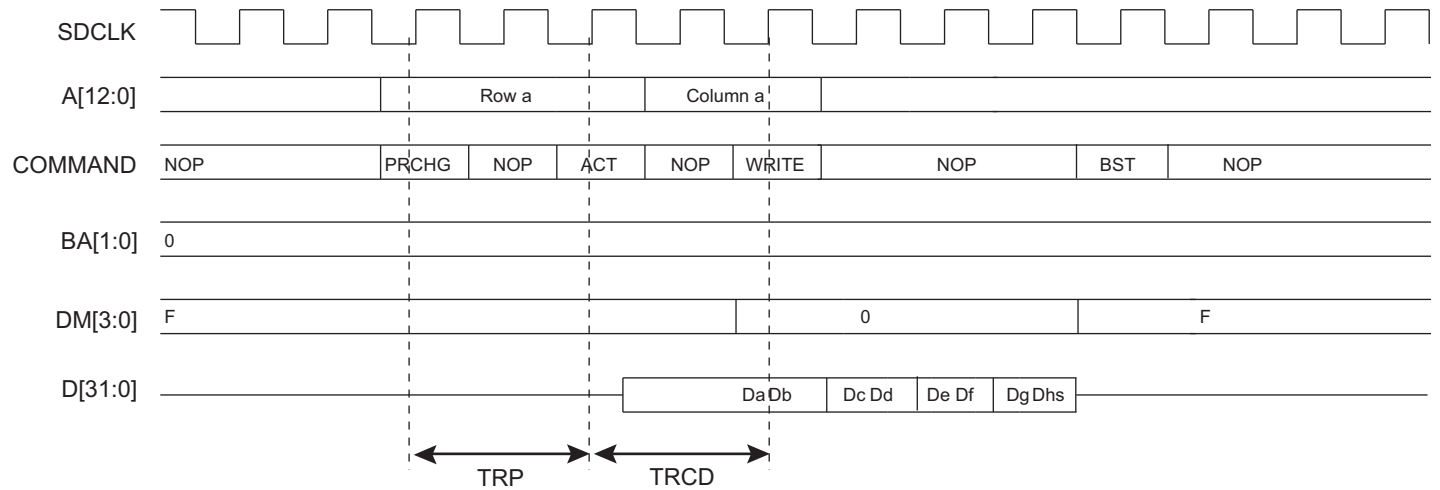 SDCLK
A[12:0] Row a Column a
COMMAND NOP PRCHG NOP ACT NOP WRITE NOP BST NOP
BA[1:0] 0
DM[3:0] F 0 F
D[31:0] Da Db Dc Dd De Df Dg Dhs
TRP TRCD